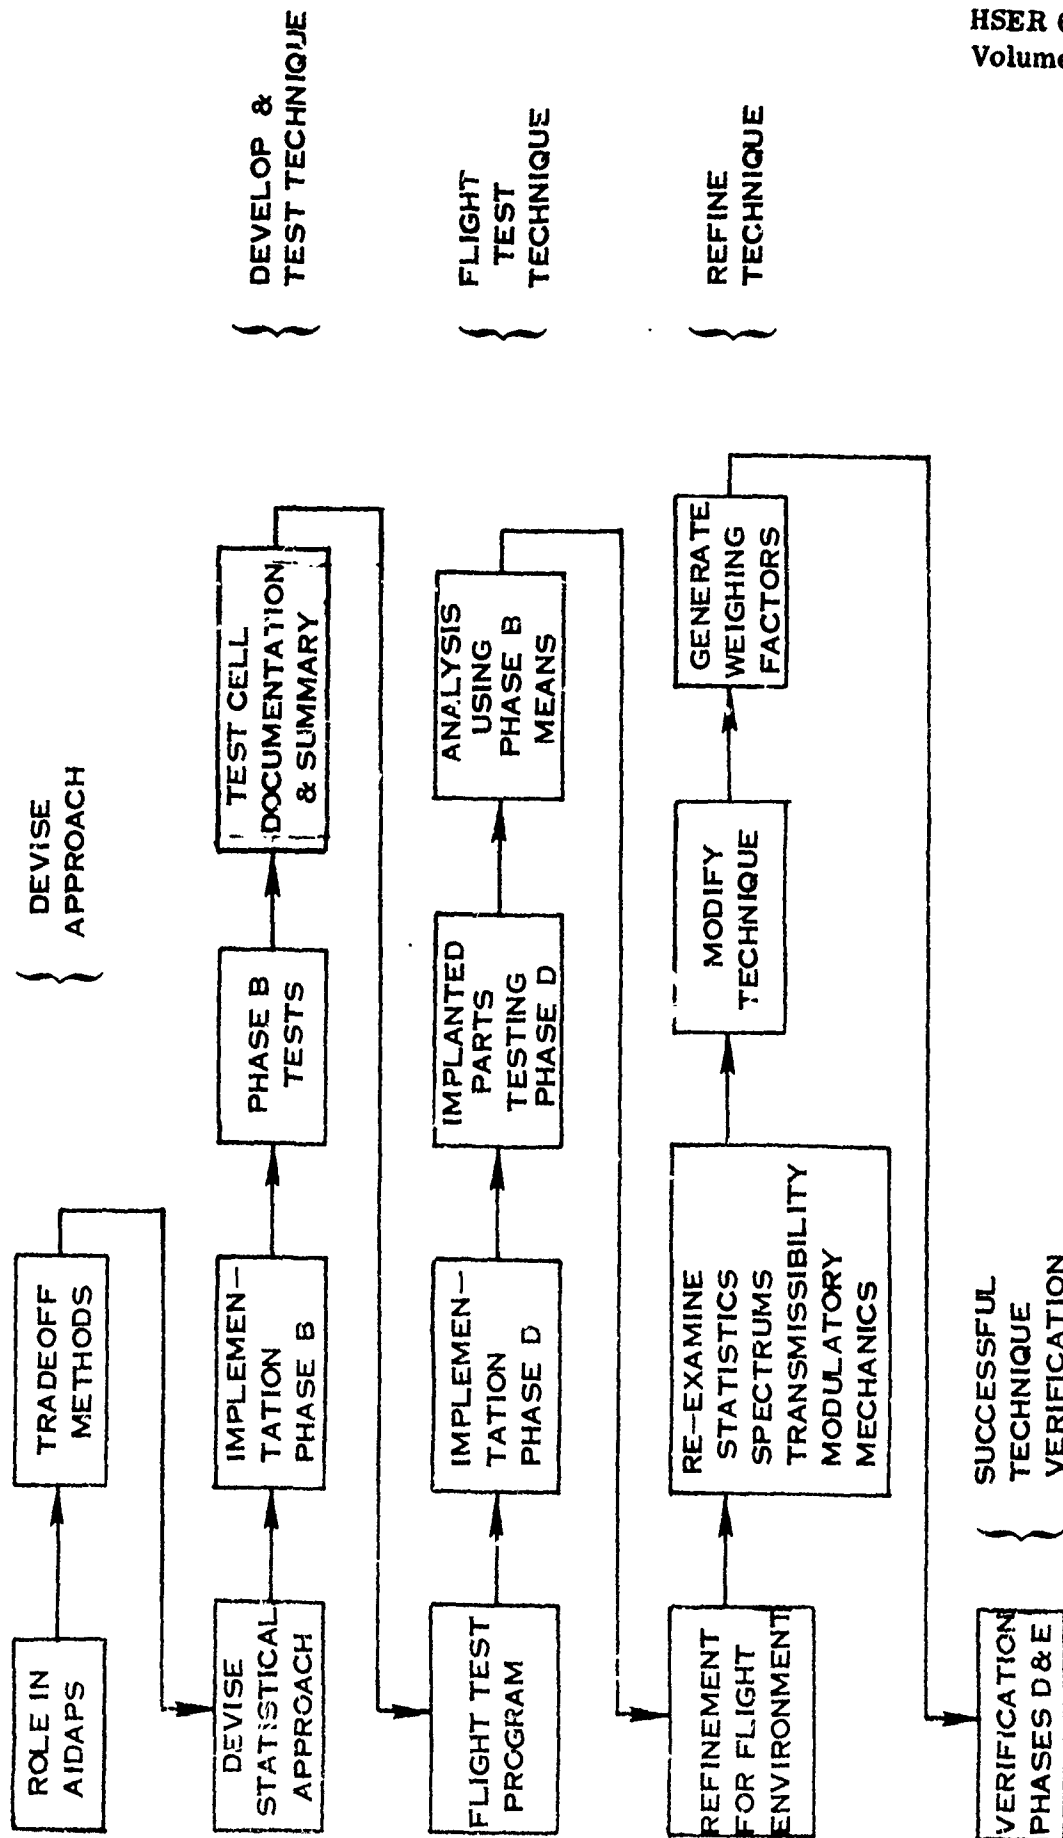 HSER
Volume
ROLE IN
AIDAPS
TRADEOFF
METHODS
DEVISE
APPROACH
DEVISE
STATISTICAL
APPROACH
IMPLEMEN-
TATION
PHASE B
PHASE B
TESTS
TEST CELL
DOCUMENTATION
& SUMMARY
DEVELOP &
TEST TECHNIQUE
FLIGHT TEST
PROGRAM
IMPLEMEN-
TATION
PHASE D
IMPLANTED
PARTS
TESTING
PHASE D
ANALYSIS
USING
PHASE B
MEANS
FLIGHT
TEST
TECHNIQUE
REFINEMENT
FOR FLIGHT
ENVIRONMENT
RE-EXAMINE
STATISTICS
SPECTRUMS
TRANSMISSIBILITY
MODULATORY
MECHANICS
MODIFY
TECHNIQUE
GENERATE
WEIGHING
FACTORS
REFINE
TECHNIQUE
VERIFICATION
PHASES D & E
SUCCESSFUL
TECHNIQUE
VERIFICATION